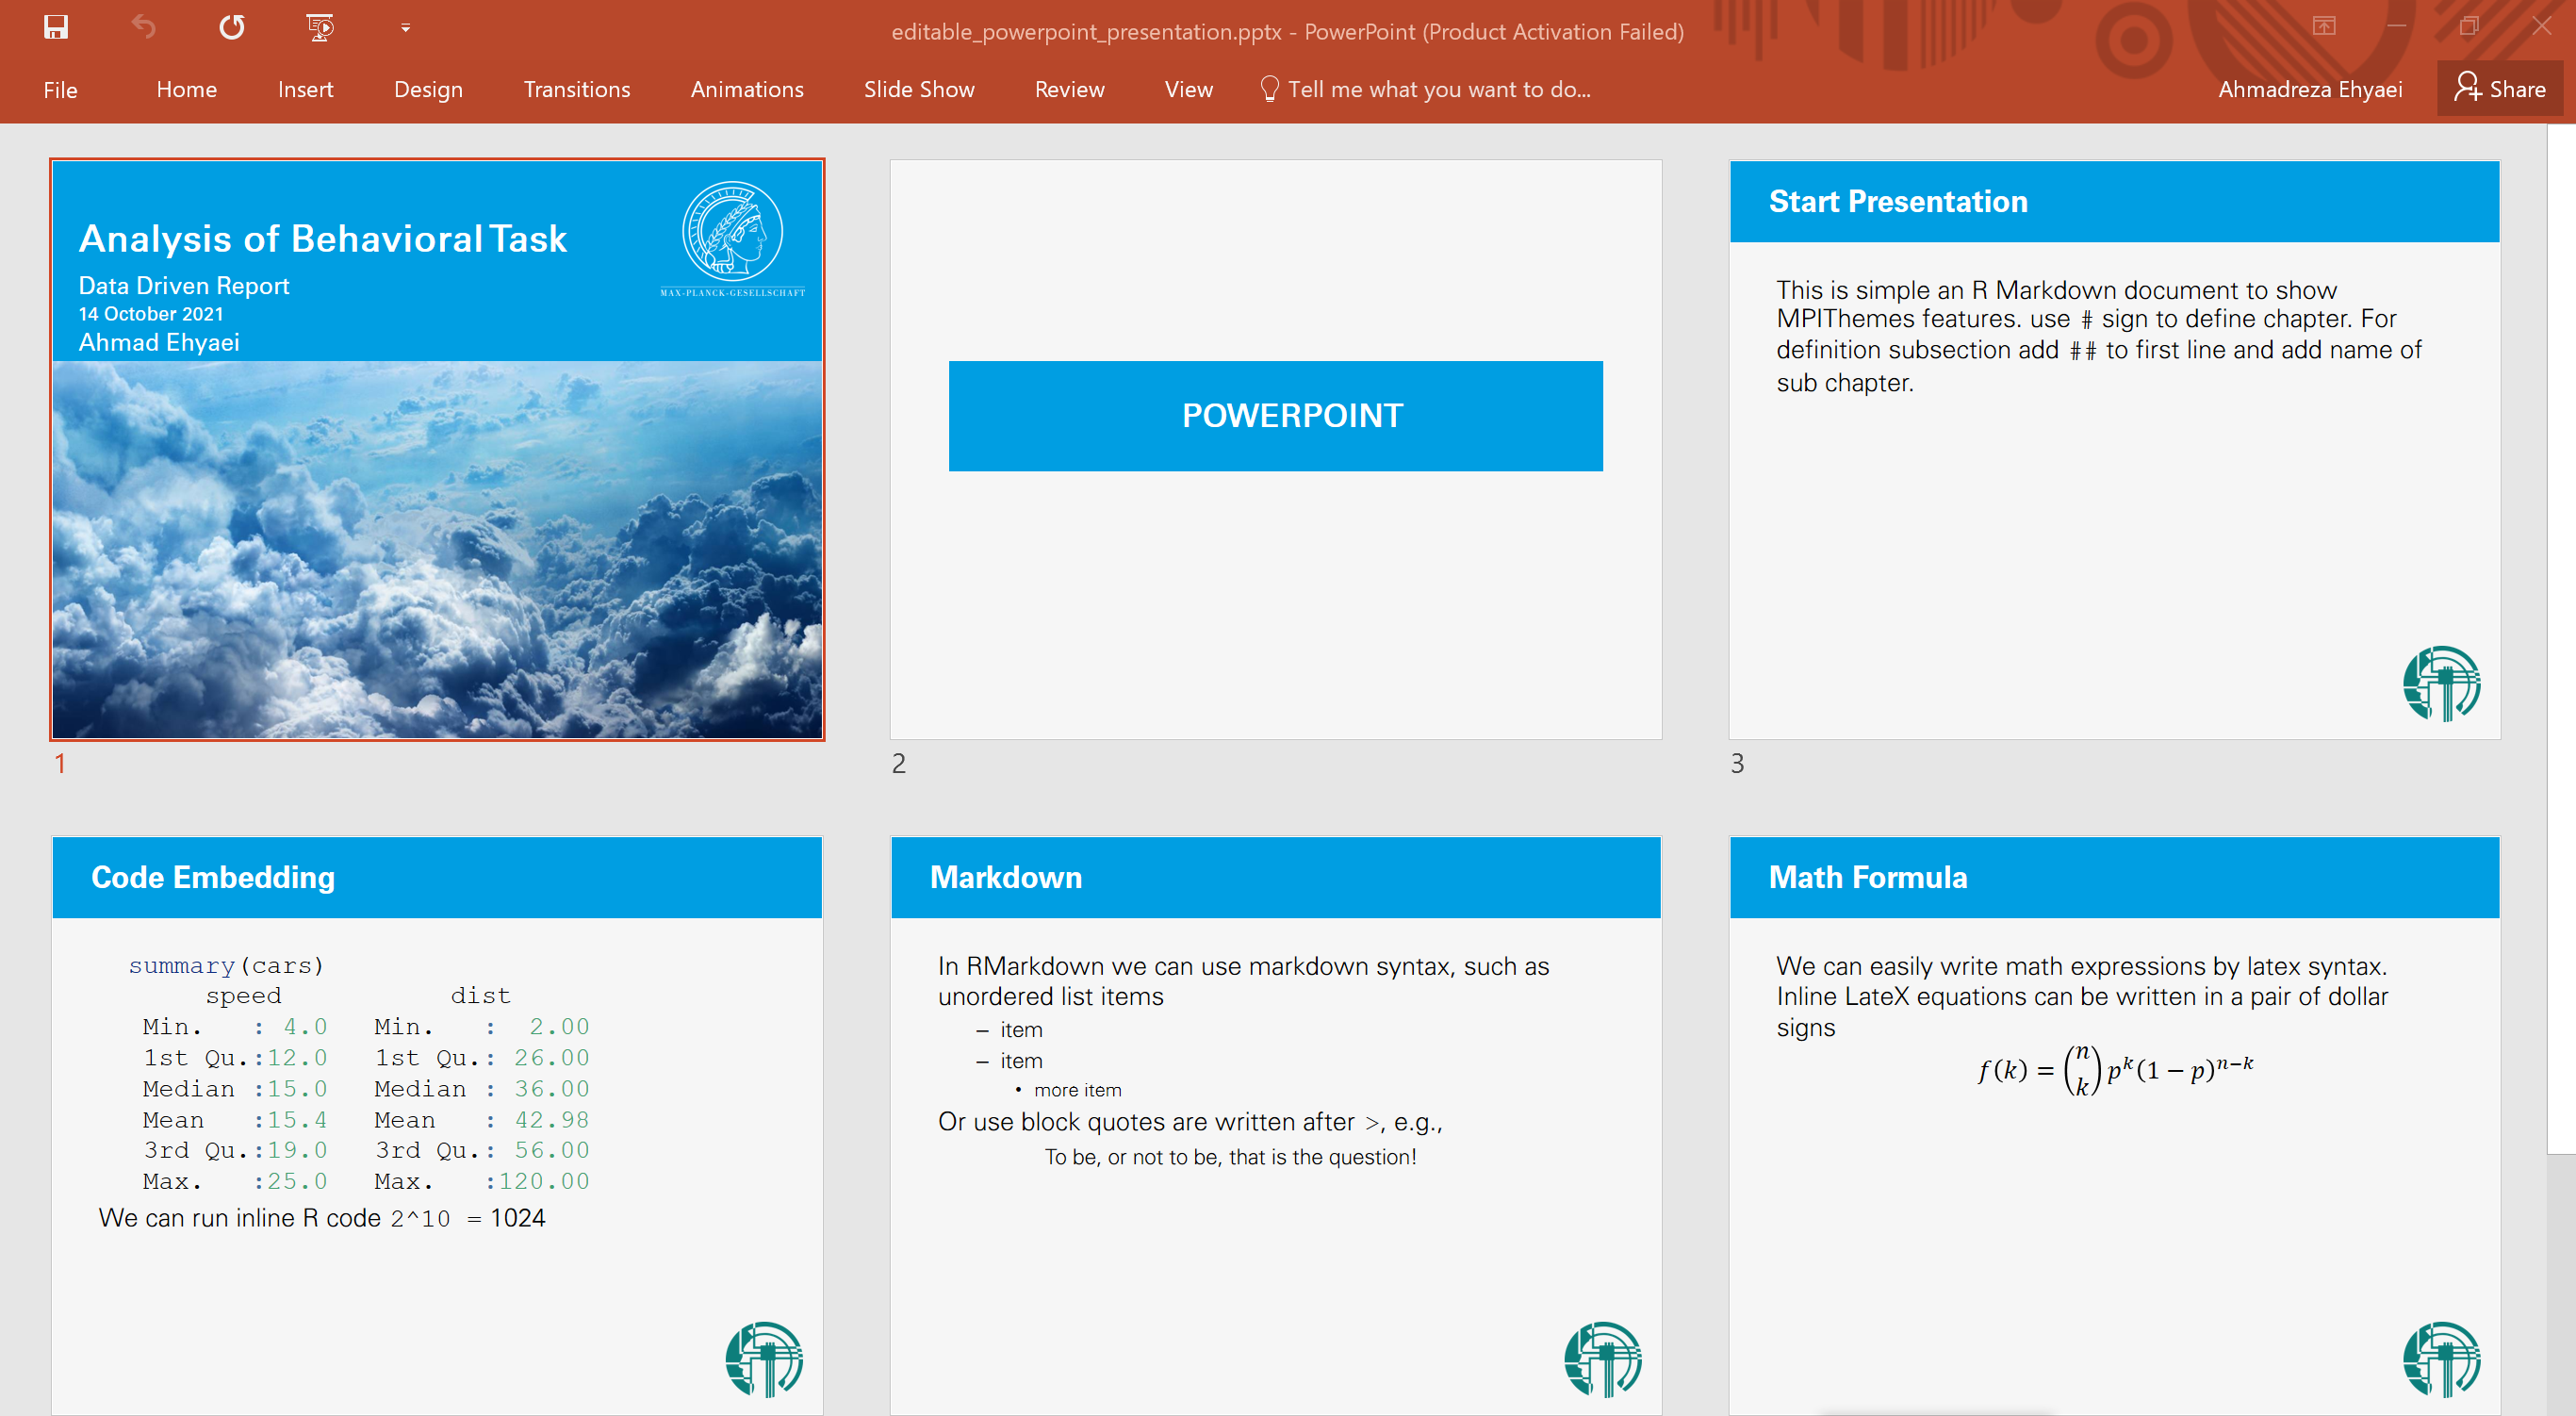 editable_powerpoint_presentation.pptx - PowerPoint (Product Activation Failed)
File Home Insert Design Transitions Animations Slide Show Review View Tell me what you want to do... Ahmadreza Ehyaei Share
Analysis of Behavioral Task
Data Driven Report
14 October 2021
Ahmad Ehyaei
MAX-PLANCK-GESELLSCHAFT
1
POWERPOINT
2
Start Presentation
This is simple an R Markdown document to show
MPIThemes features. use # sign to define chapter. For
definition subsection add ## to first line and add name of
sub chapter.
3
Code Embedding
summary(cars)
speed dist
Min. : 4.0 Min. : 2.00
1st Qu.:12.0 1st Qu.: 26.00
Median :15.0 Median : 36.00
Mean :15.4 Mean : 42.98
3rd Qu.:19.0 3rd Qu.: 56.00
Max. :25.0 Max. :120.00
We can run inline R code 2^10 = 1024
Markdown
In RMarkdown we can use markdown syntax, such as
unordered list items
– item
– item
• more item
Or use block quotes are written after >, e.g.,
To be, or not to be, that is the question!
Math Formula
We can easily write math expressions by latex syntax.
Inline LateX equations can be written in a pair of dollar
signs
f(k) = (n k) p^k (1 − p)^{n−k}